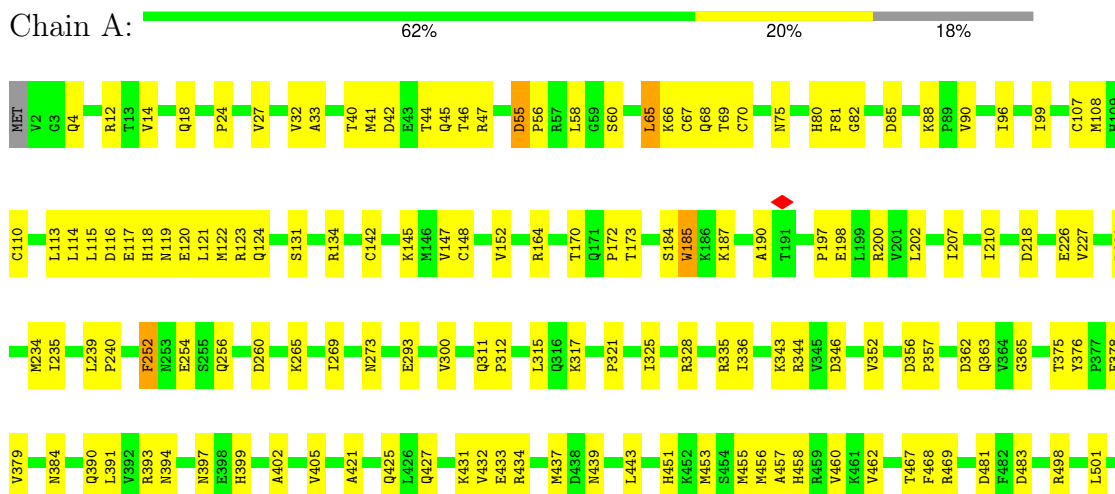 Chain A:
62% 20% 18%
MET V2 G3 Q4 R12 T13 V14 Q18 P24 V27 V32 A33 T40 M41 D42 E43 T44 Q45 T46 R47 D55 P56 R57 L58 G59 S60 L65 K66 C67 Q68 T69 C70 N75 H80 F81 G82 D85 K88 P89 V90 I96 I99 C107 M108 H109
C110 L113 L114 L115 D116 E117 H118 N119 E120 L121 M122 R123 Q124 S131 R134 C142 K145 M146 V147 C148 V152 R164 T170 Q171 P172 T173 S184 W185 K186 K187 A190 T191 P197 E198 L199 R200 V201 L202 I207 I210 D218 E226 V227
M234 I235 L239 P240 F252 N253 E254 S255 Q256 D260 K265 I269 N273 E293 V300 Q311 P312 L315 Q316 K317 P321 I325 R328 R335 I336 K343 R344 V345 D346 V352 D356 P357 D362 Q363 V364 G365 T375 Y376 P377
V379 N384 Q390 L391 V392 R393 N394 N397 E398 H399 A402 V405 A421 Q425 L426 Q427 K431 V432 E433 R434 M437 D438 N439 L443 H451 K452 M453 S454 M455 M456 A457 H458 R459 V460 K461 V462 T467 F468 R469 D481 F482 D483 R498 L501